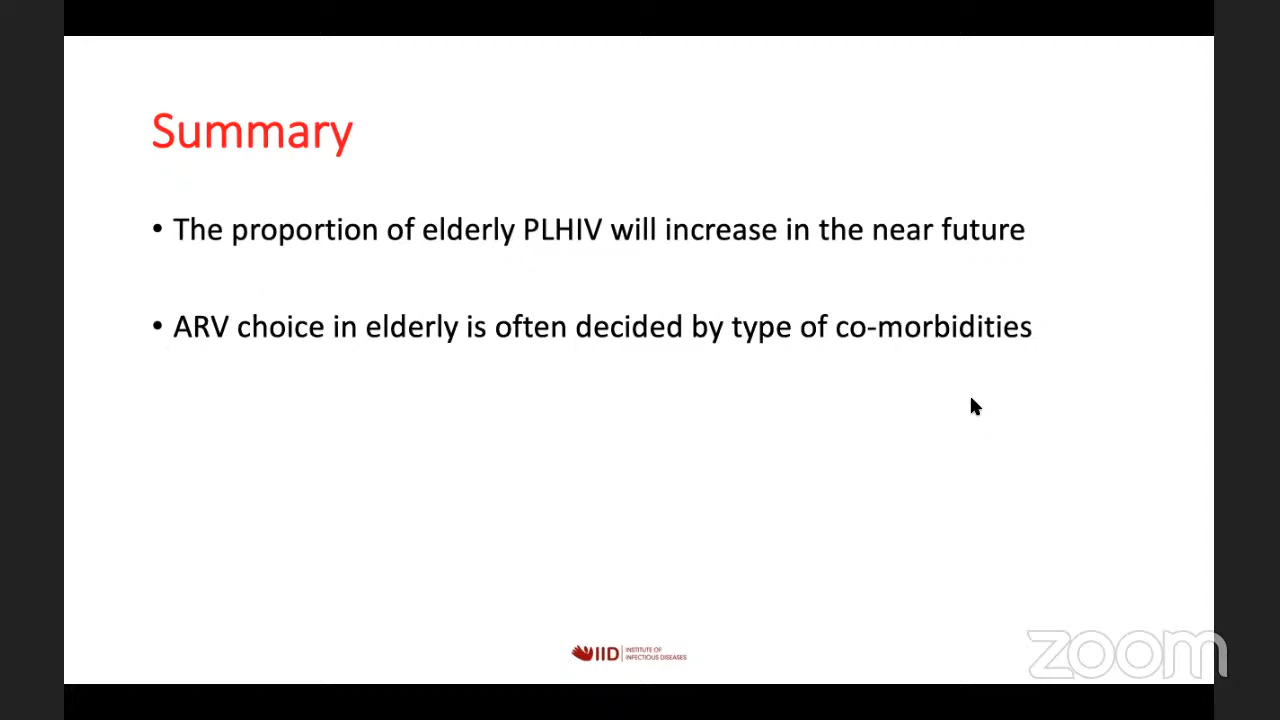 Summary
• The proportion of elderly PLHIV will increase in the near future
• ARV choice in elderly is often decided by type of co-morbidities
IID
INSTITUTE OF
INFECTIOUS DISEASES
zoom